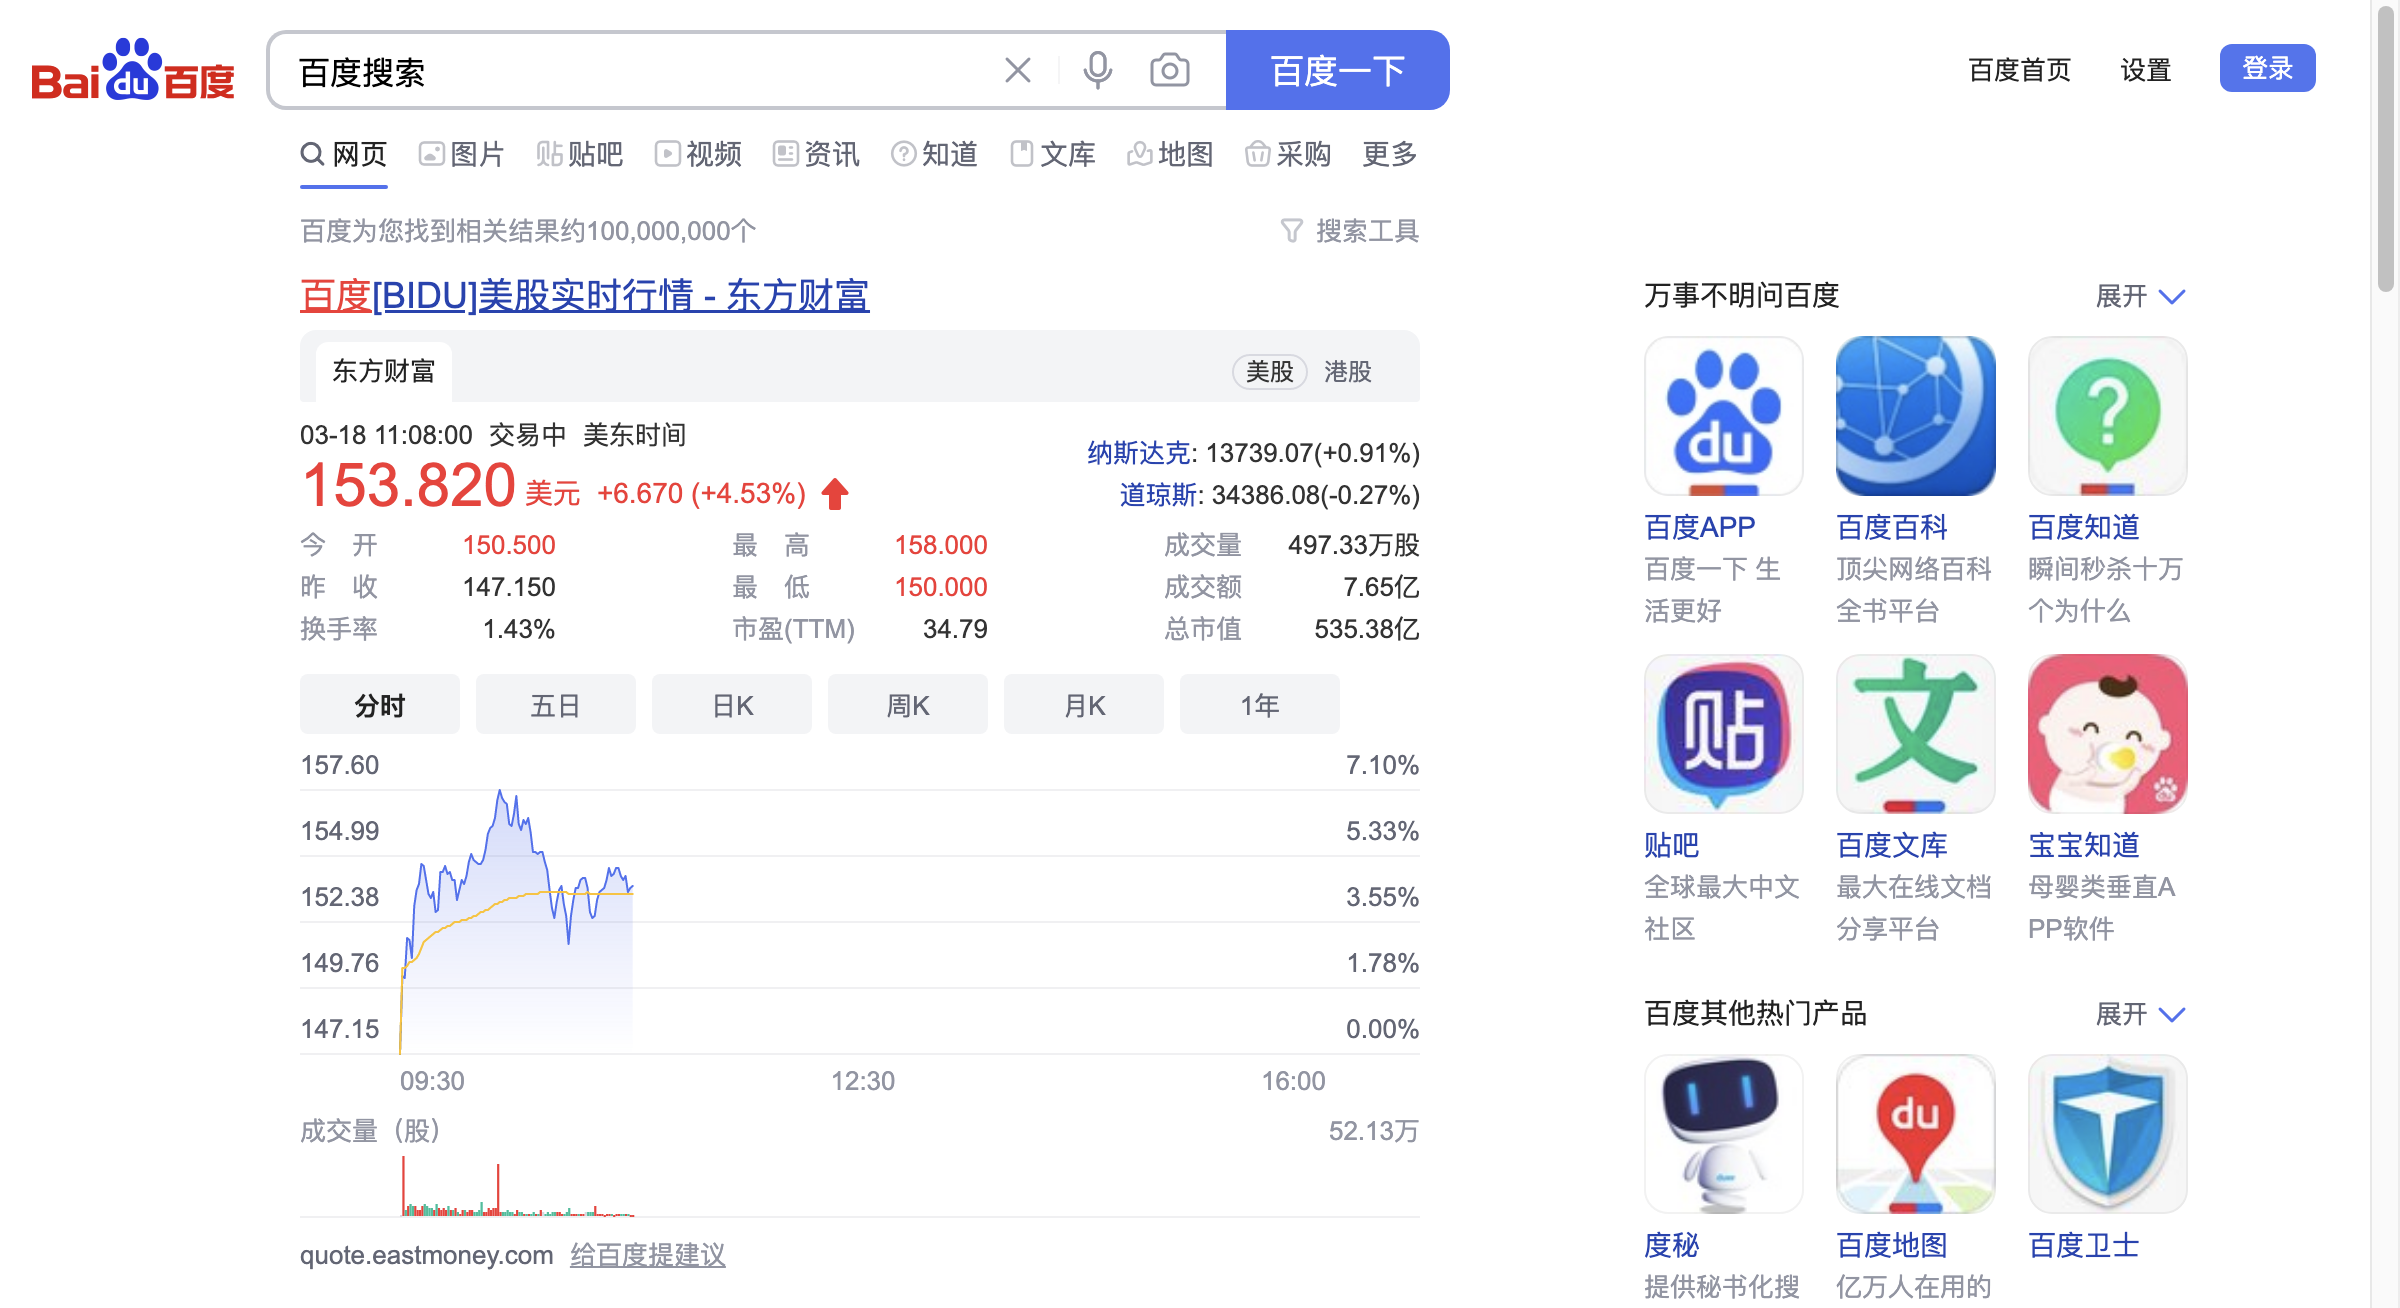 Bai du 百度
百度搜索
百度一下
百度首页 设置 登录
网页 图片 贴吧 视频 资讯 知道 文库 地图 采购 更多
百度为您找到相关结果约100,000,000个 搜索工具
百度[BIDU]美股实时行情 - 东方财富
东方财富 美股 港股
03-18 11:08:00 交易中 美东时间
153.820 美元 +6.670 (+4.53%)
纳斯达克: 13739.07(+0.91%)
道琼斯: 34386.08(-0.27%)
今 开 150.500 最 高 158.000 成交量 497.33万股
昨 收 147.150 最 低 150.000 成交额 7.65亿
换手率 1.43% 市盈(TTM) 34.79 总市值 535.38亿
分时 五日 日K 周K 月K 1年
157.60 7.10%
154.99 5.33%
152.38 3.55%
149.76 1.78%
147.15 0.00%
09:30 12:30 16:00
成交量（股） 52.13万
quote.eastmoney.com 给百度提建议
万事不明问百度 展开
du ?
百度APP 百度百科 百度知道
百度一下 生 顶尖网络百科 瞬间秒杀十万
活更好 全书平台 个为什么
贴 文
贴吧 百度文库 宝宝知道
全球最大中文 最大在线文档 母婴类垂直A
社区 分享平台 PP软件
百度其他热门产品 展开
du
度秘 百度地图 百度卫士
提供秘书化搜 亿万人在用的